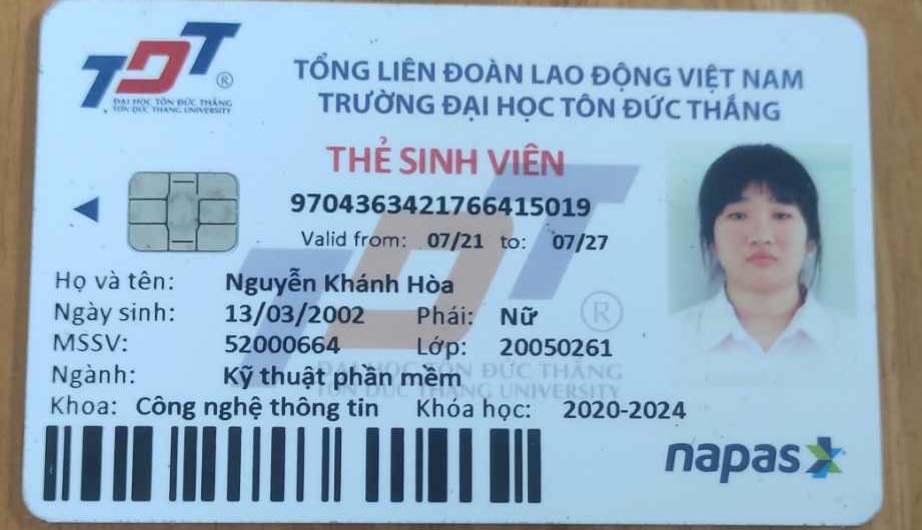 TDT ®
ĐẠI HỌC TÔN ĐỨC THẮNG
TON DUC THANG UNIVERSITY
TỔNG LIÊN ĐOÀN LAO ĐỘNG VIỆT NAM
TRƯỜNG ĐẠI HỌC TÔN ĐỨC THẮNG
THẺ SINH VIÊN
9704363421766415019
Valid from: 07/21 to: 07/27
Họ và tên: Nguyễn Khánh Hòa
Ngày sinh: 13/03/2002 Phái: Nữ
MSSV: 52000664 Lớp: 20050261
Ngành: Kỹ thuật phần mềm
Khoa: Công nghệ thông tin Khóa học: 2020-2024
TDT ®
ĐẠI HỌC TÔN ĐỨC THẮNG
TON DUC THANG UNIVERSITY
napas